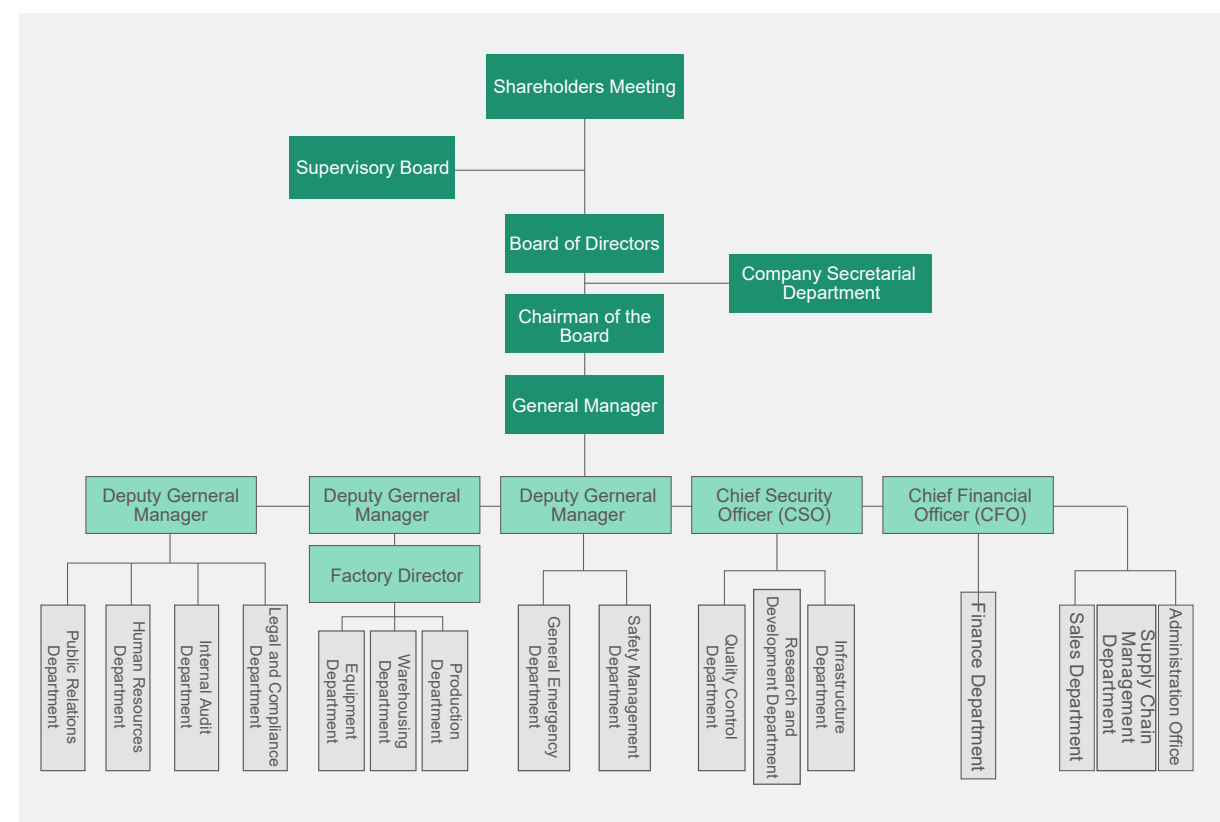 Shareholders Meeting
Supervisory Board
Board of Directors
Company Secretarial
Department
Chairman of the
Board
General Manager
Deputy Gerneral
Manager
Deputy Gerneral
Manager
Deputy Gerneral
Manager
Chief Security
Officer (CSO)
Chief Financial
Officer (CFO)
Factory Director
Public Relations
Department
Human Resources
Department
Internal Audit
Department
Legal and Compliance
Department
Equipment
Department
Warehousing
Department
Production
Department
General Emergency
Department
Safety Management
Department
Quality Control
Department
Research and
Development Department
Infrastructure
Department
Finance Department
Sales Department
Supply Chain
Management
Department
Administration Office